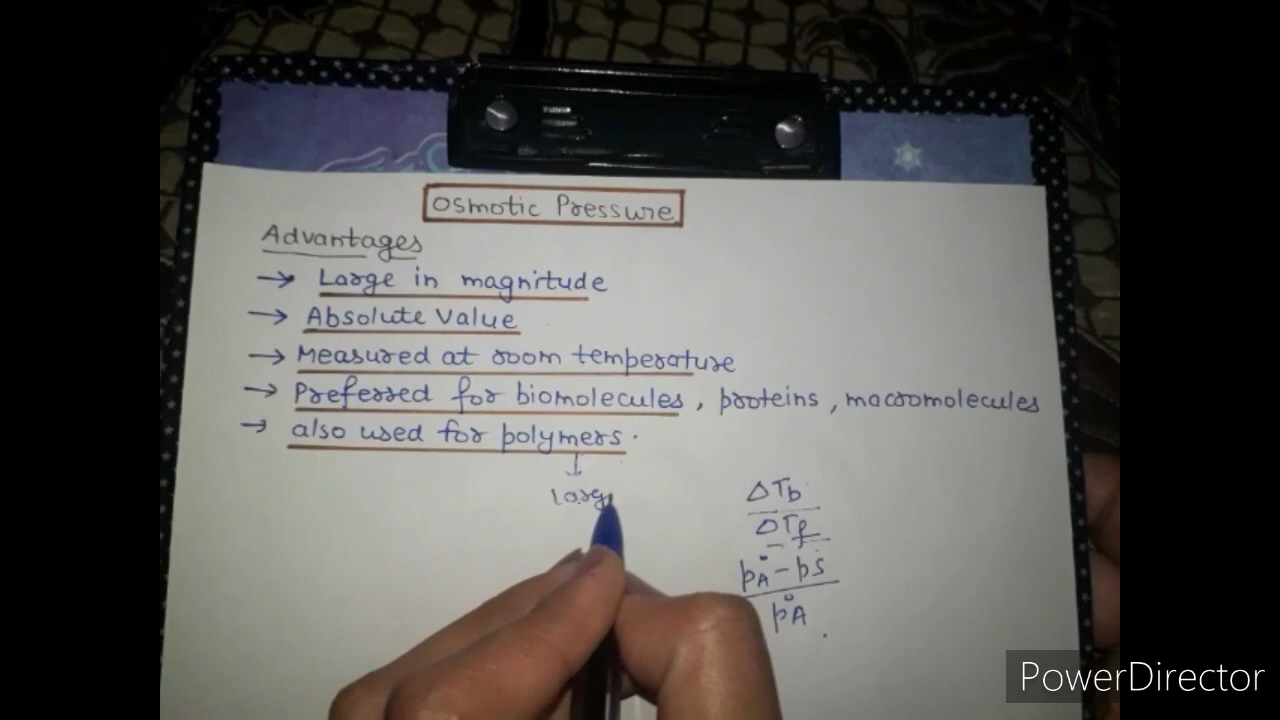 Osmotic Pressure
Advantages
→ Large in magnitude
→ Absolute value
→ Measured at room temperature
→ Preferred for biomolecules, proteins, macromolecules
→ also used for polymers.
↓
Larg
ΔTb
ΔTf
p°A - ps
p°A
PowerDirector